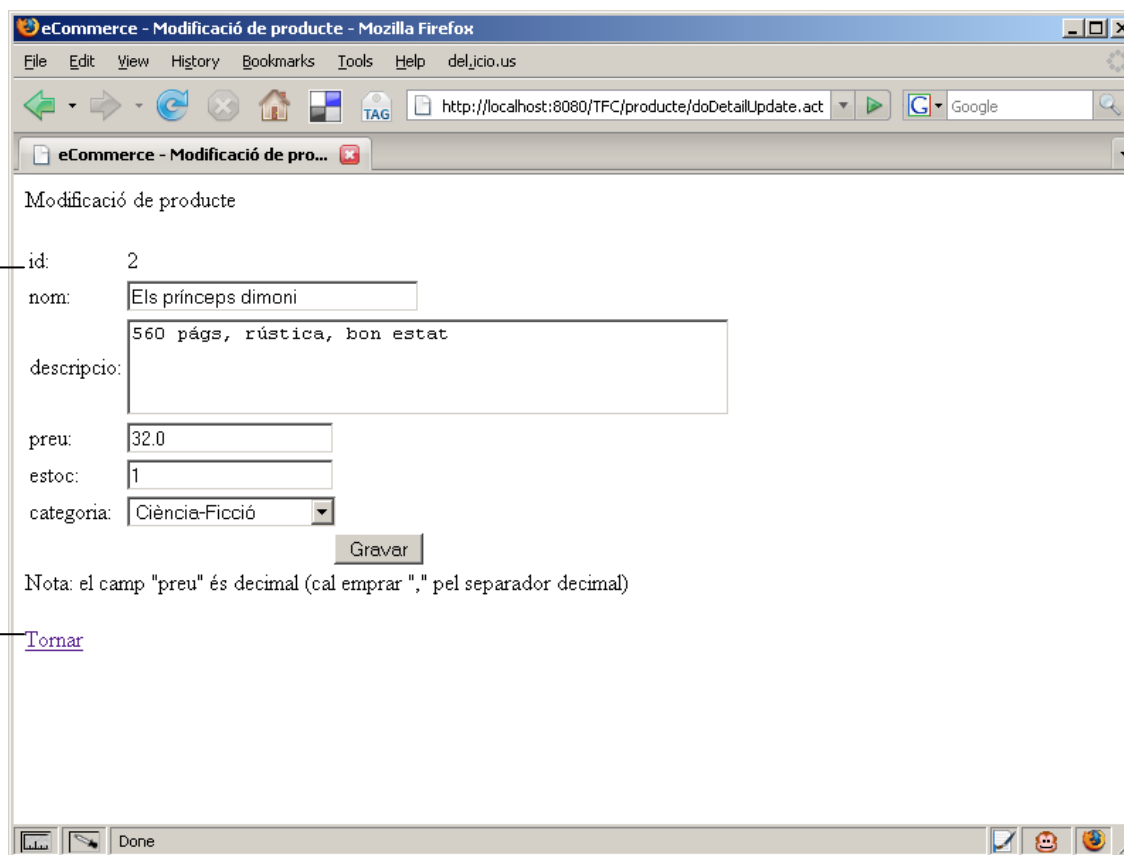 eCommerce - Modificació de producte - Mozilla Firefox
File Edit View History Bookmarks Tools Help del.icio.us
TAG http://localhost:8080/TFC/producte/doDetailUpdate.act G Google
eCommerce - Modificació de pro...
Modificació de producte
id: 2
nom: Els prínceps dimoni
descripcio: 560 págs, rústica, bon estat
preu: 32.0
estoc: 1
categoria: Ciència-Ficció
Gravar
Nota: el camp "preu" és decimal (cal emprar "," pel separador decimal)
Tornar
Done